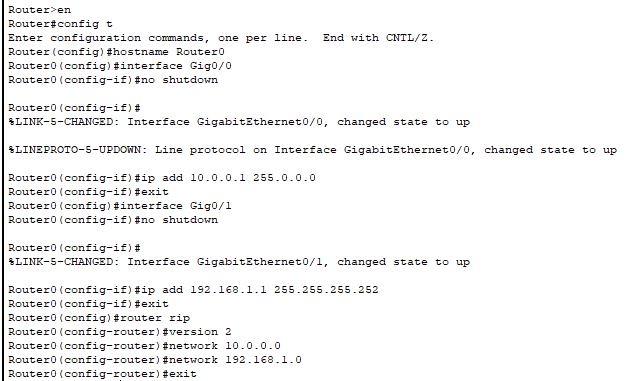 Router>en
Router#config t
Enter configuration commands, one per line.  End with CNTL/Z.
Router(config)#hostname Router0
Router0(config)#interface Gig0/0
Router0(config-if)#no shutdown
Router0(config-if)#
%LINK-5-CHANGED: Interface GigabitEthernet0/0, changed state to up
%LINEPROTO-5-UPDOWN: Line protocol on Interface GigabitEthernet0/0, changed state to up
Router0(config-if)#ip add 10.0.0.1 255.0.0.0
Router0(config-if)#exit
Router0(config)#interface Gig0/1
Router0(config-if)#no shutdown
Router0(config-if)#
%LINK-5-CHANGED: Interface GigabitEthernet0/1, changed state to up
Router0(config-if)#ip add 192.168.1.1 255.255.255.252
Router0(config-if)#exit
Router0(config)#router rip
Router0(config-router)#version 2
Router0(config-router)#network 10.0.0.0
Router0(config-router)#network 192.168.1.0
Router0(config-router)#exit